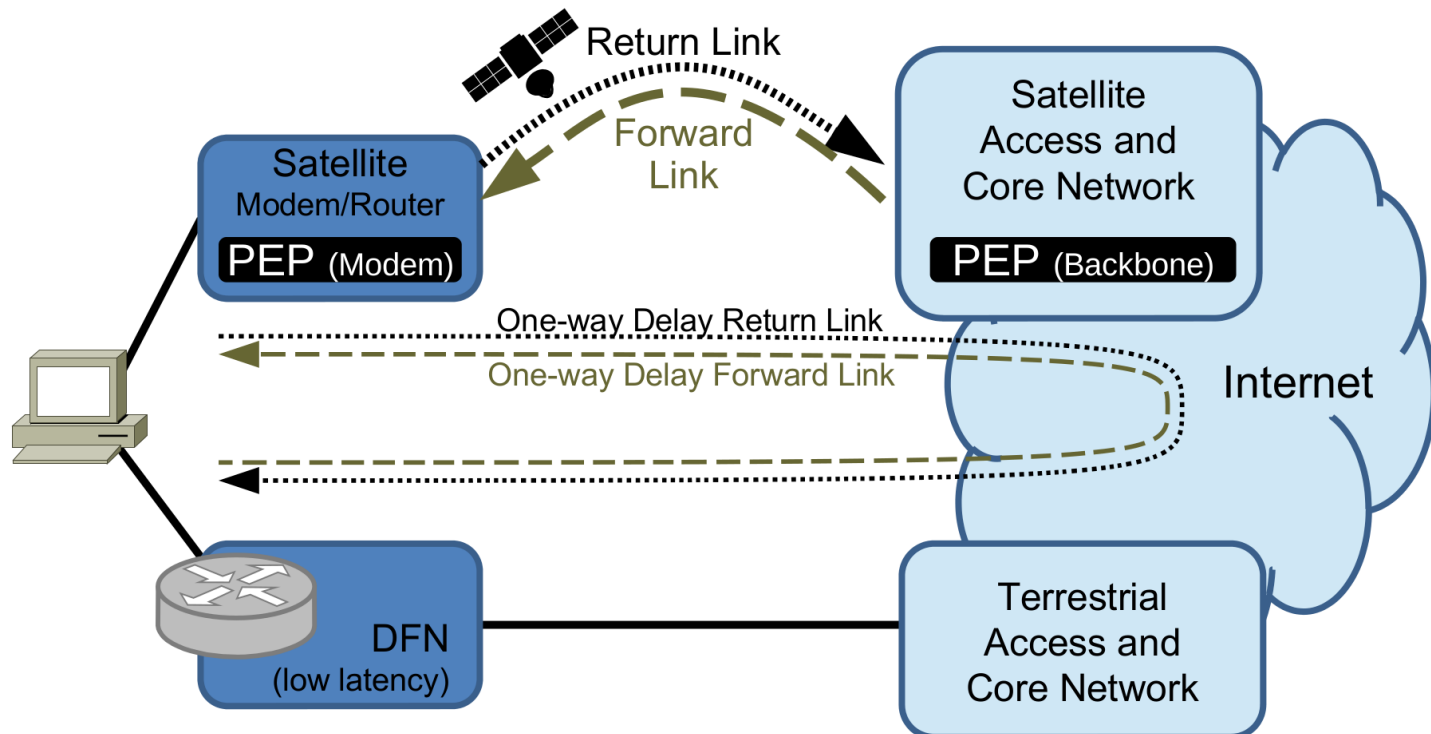 Return Link
Forward
Link
Satellite
Modem/Router
PEP (Modem)
Satellite
Access and
Core Network
PEP (Backbone)
One-way Delay Return Link
One-way Delay Forward Link
Internet
DFN
(low latency)
Terrestrial
Access and
Core Network